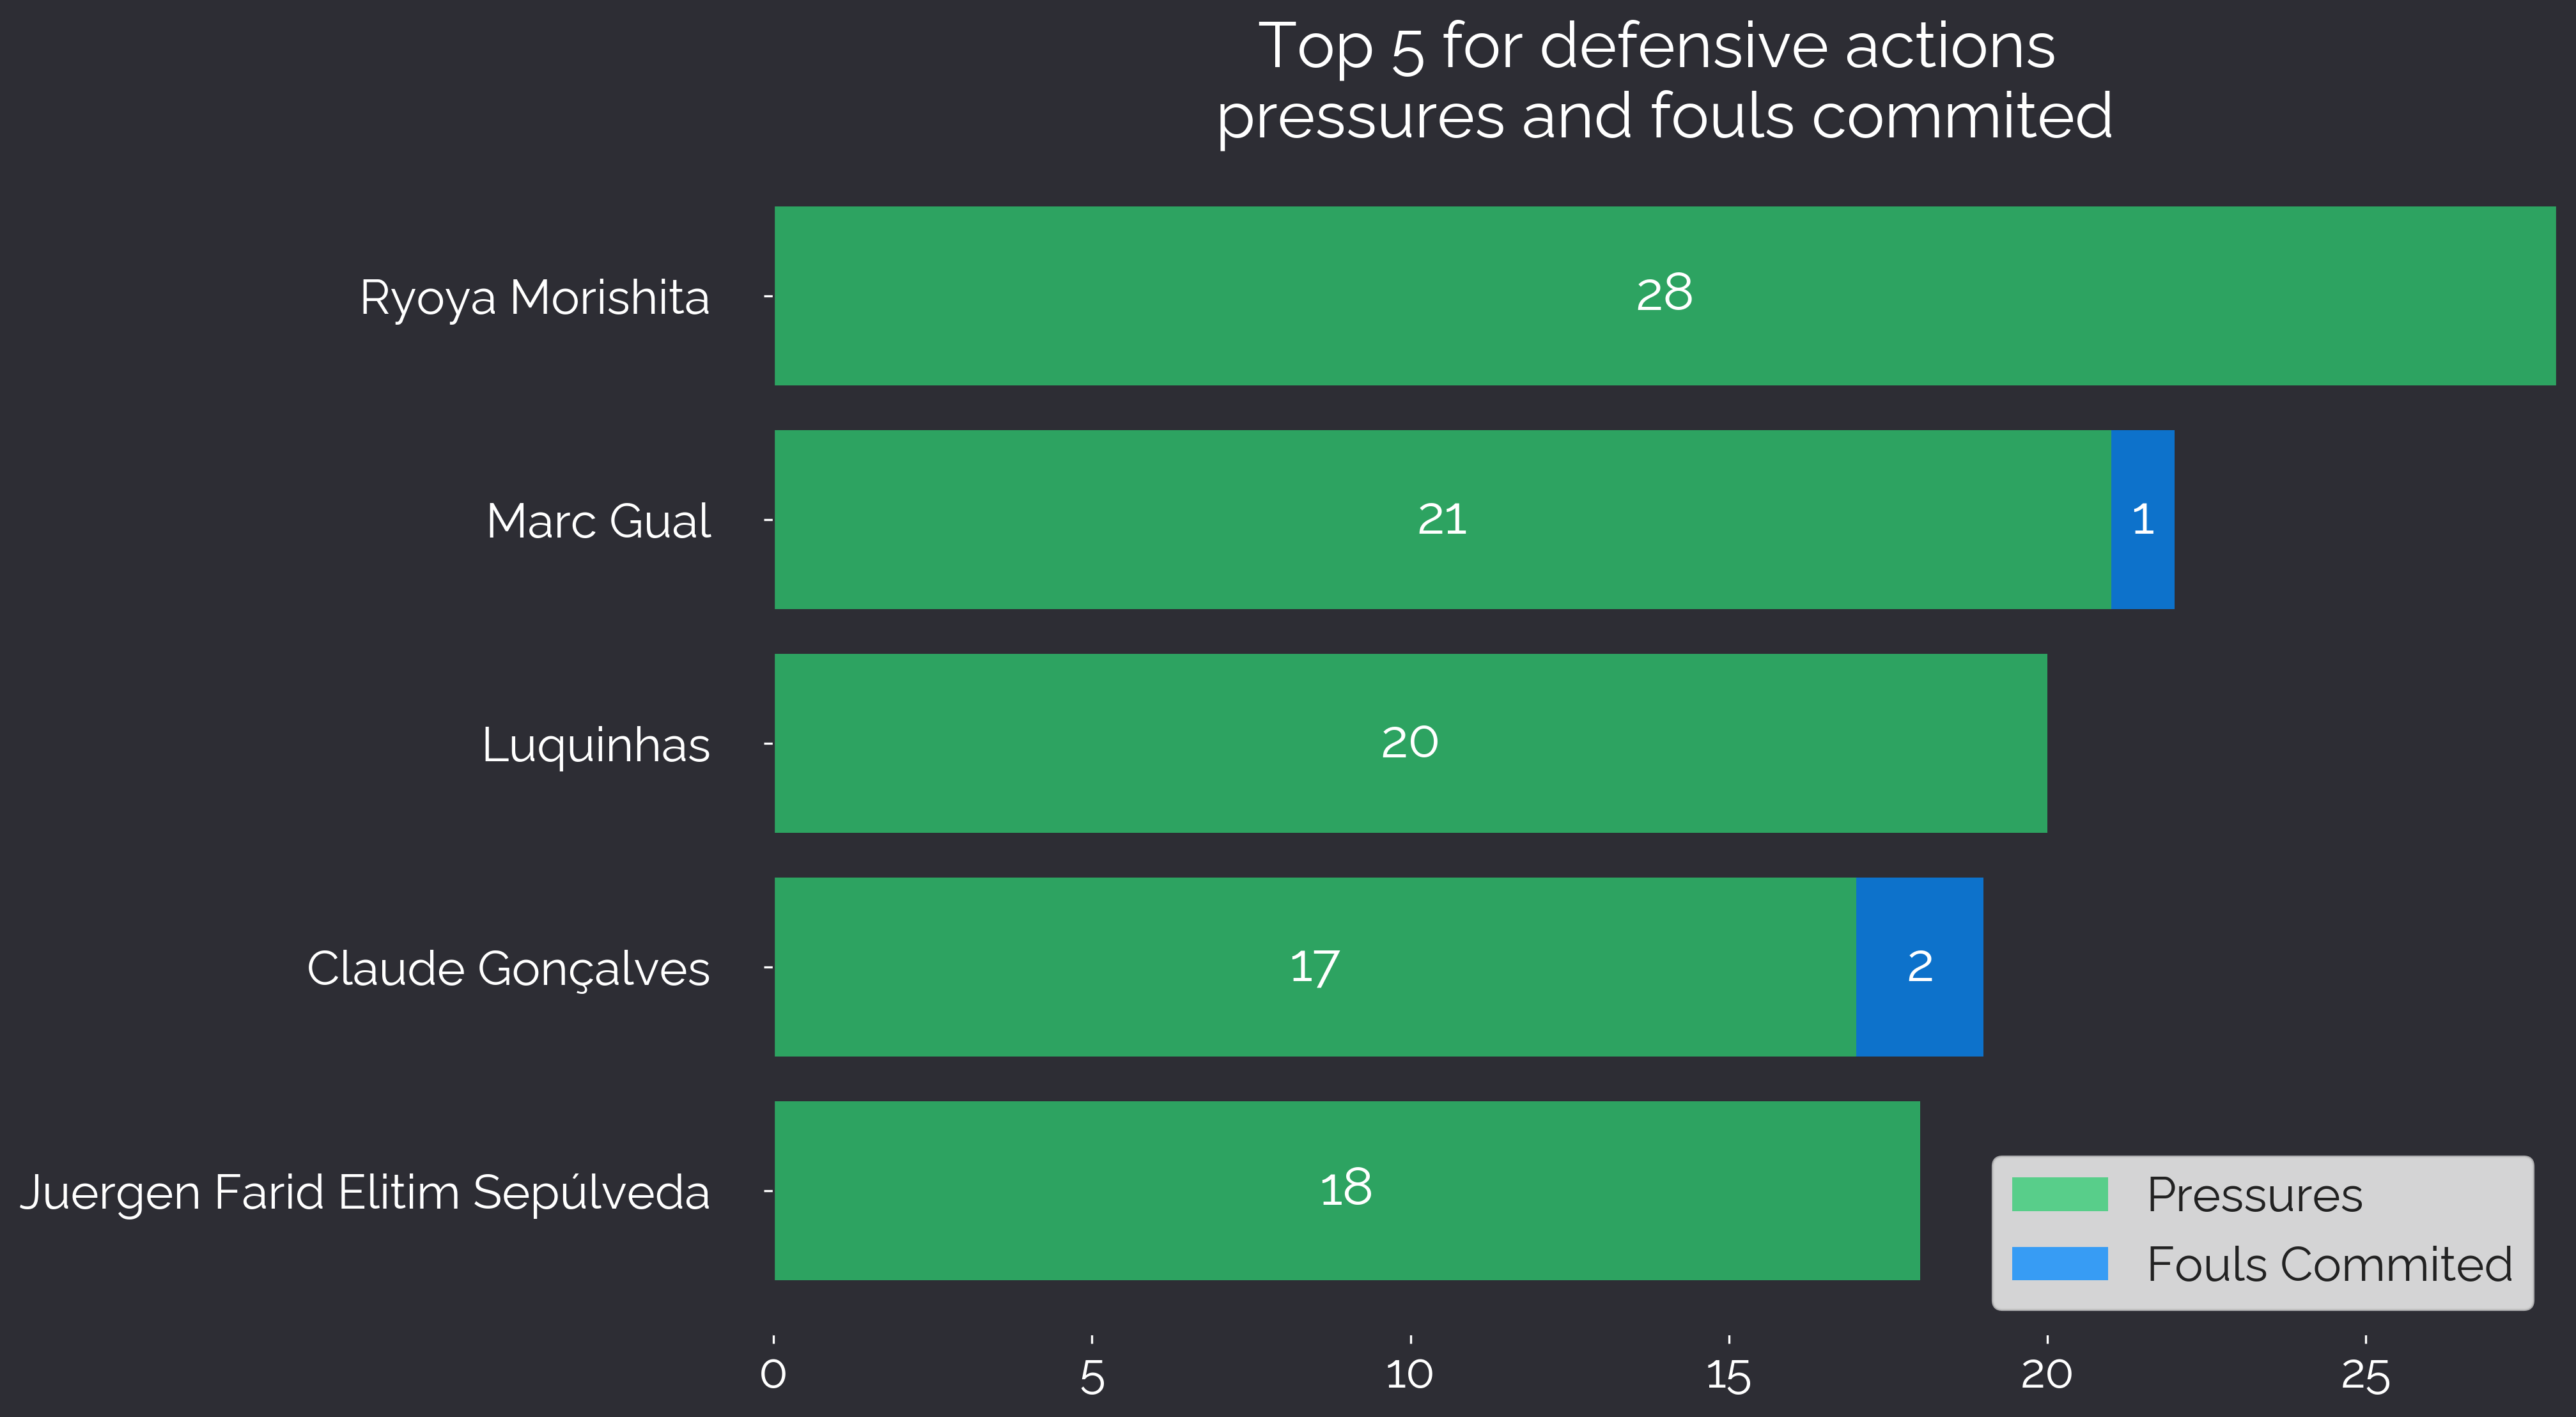 Top 5 for defensive actions
pressures and fouls commited
Ryoya Morishita
28
Marc Gual
21
1
Luquinhas
20
Claude Gonçalves
17
2
Juergen Farid Elitim Sepúlveda
18
Pressures
Fouls Commited
0 5 10 15 20 25